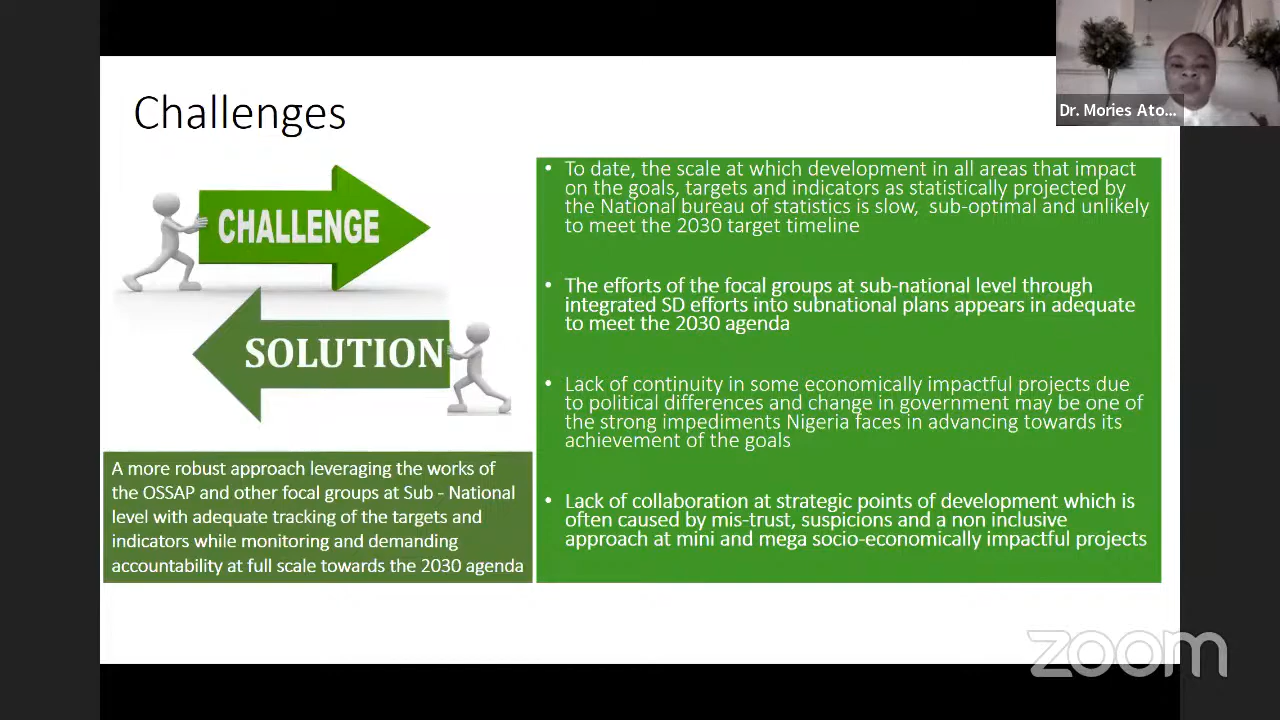 Challenges
CHALLENGE
SOLUTION
A more robust approach leveraging the works of
the OSSAP and other focal groups at Sub - National
level with adequate tracking of the targets and
indicators while monitoring and demanding
accountability at full scale towards the 2030 agenda
• To date, the scale at which development in all areas that impact
on the goals, targets and indicators as statistically projected by
the National bureau of statistics is slow,  sub-optimal and unlikely
to meet the 2030 target timeline
• The efforts of the focal groups at sub-national level through
integrated SD efforts into subnational plans appears in adequate
to meet the 2030 agenda
• Lack of continuity in some economically impactful projects due
to political differences and change in government may be one of
the strong impediments Nigeria faces in advancing towards its
achievement of the goals
• Lack of collaboration at strategic points of development which is
often caused by mis-trust, suspicions and a non inclusive
approach at mini and mega socio-economically impactful projects
Dr. Mories Ato...
zoom